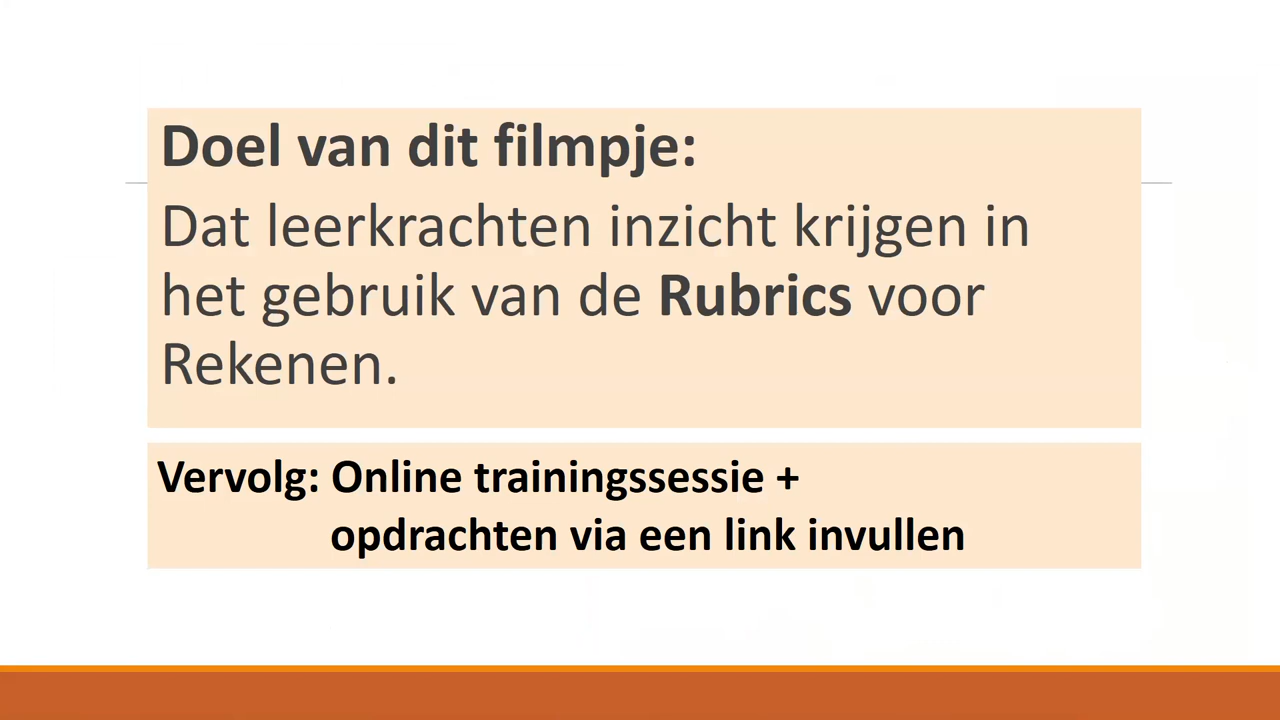 Doel van dit filmpje:
Dat leerkrachten inzicht krijgen in
het gebruik van de Rubrics voor
Rekenen.
Vervolg: Online trainingssessie +
opdrachten via een link invullen